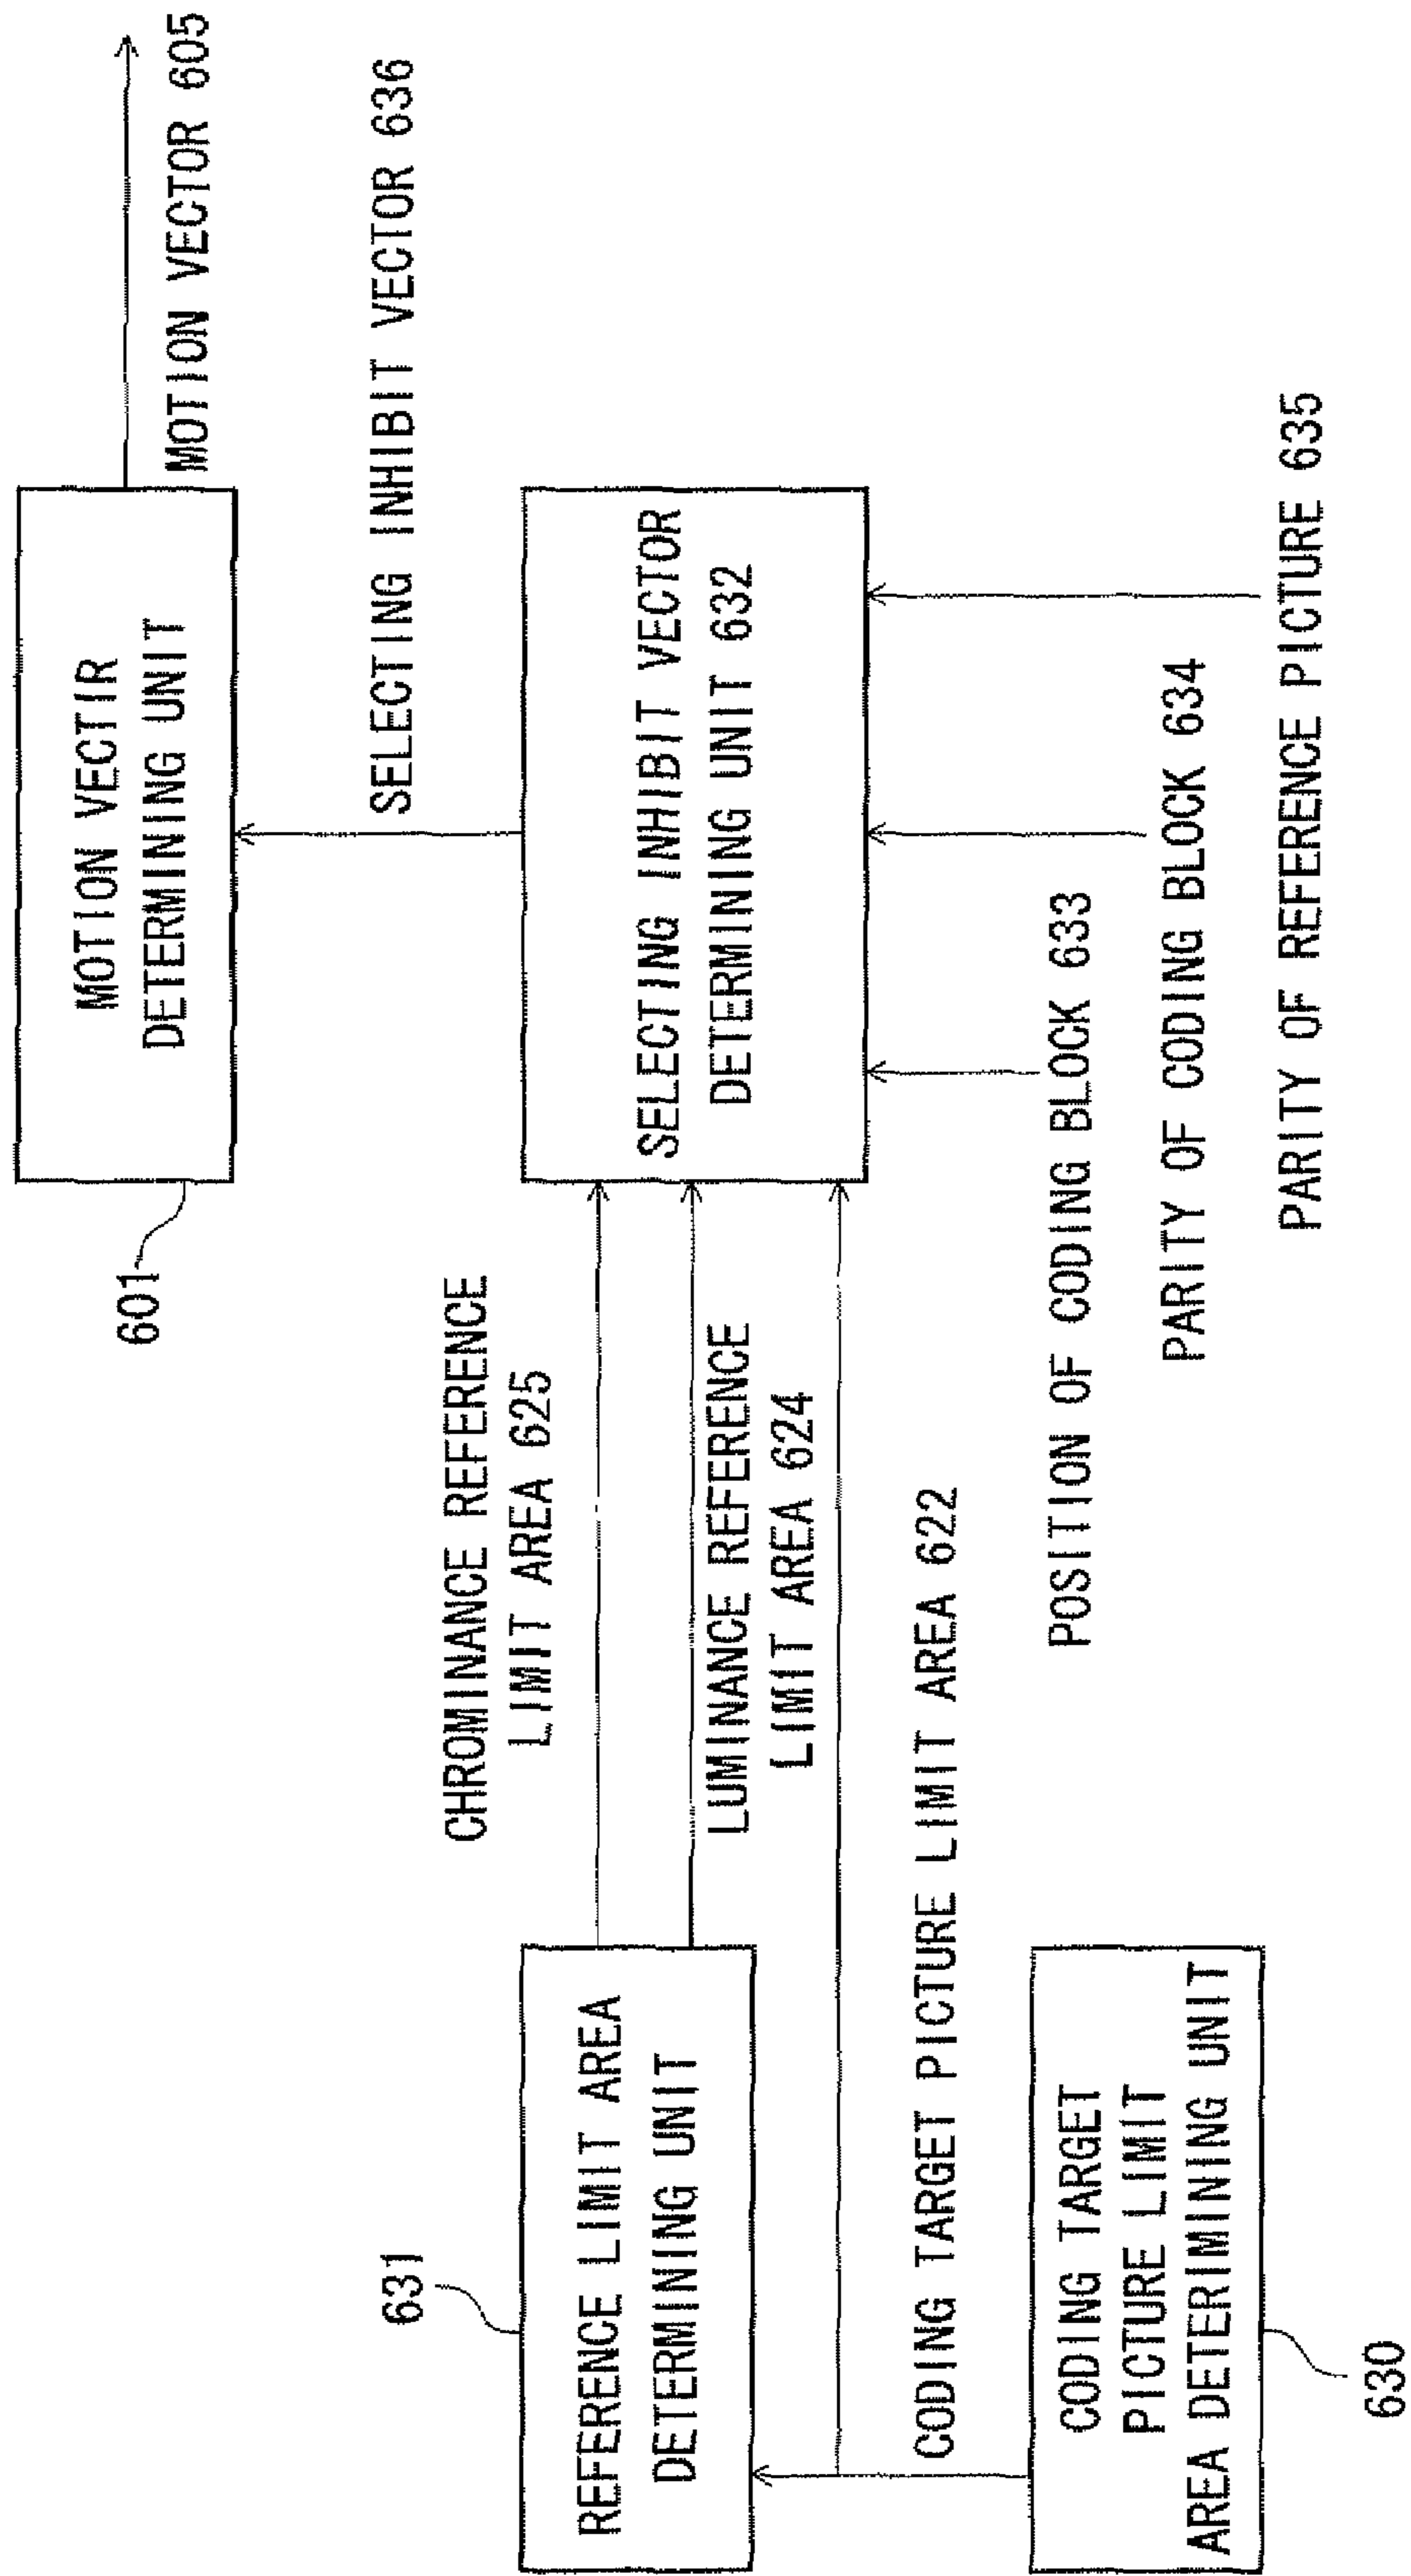 MOTION VECTOR 605
MOTION VECTIR
DETERMINING UNIT
601
SELECTING INHIBIT VECTOR 636
631
REFERENCE LIMIT AREA
DETERMINING UNIT
CHROMINANCE REFERENCE
LIMIT AREA 625
LUMINANCE REFERENCE
LIMIT AREA 624
SELECTING INHIBIT VECTOR
DETERMINING UNIT 632
CODING TARGET PICTURE LIMIT AREA 622
CODING TARGET
PICTURE LIMIT
AREA DETERIMINING UNIT
630
POSITION OF CODING BLOCK 633
PARITY OF CODING BLOCK 634
PARITY OF REFERENCE PICTURE 635